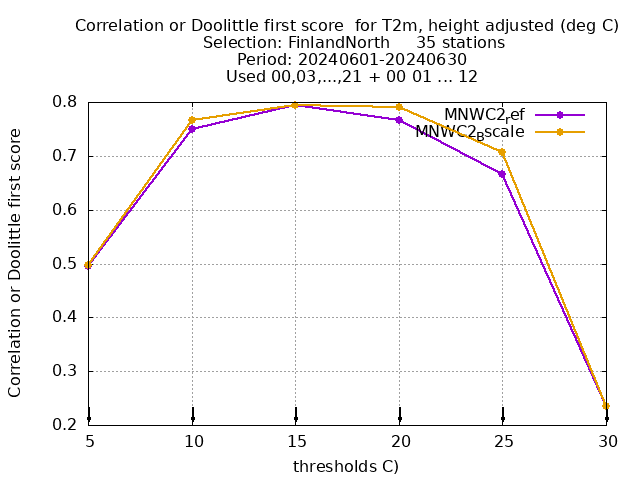 Correlation or Doolittle first score  for T2m, height adjusted (deg C)
Selection: FinlandNorth     35 stations
Period: 20240601-20240630
Used 00,03,...,21 + 00 01 ... 12
Correlation or Doolittle first score
0.8
0.7
0.6
0.5
0.4
0.3
0.2
MNWC2ref
MNWC2Bscale
5 10 15 20 25 30
thresholds C)